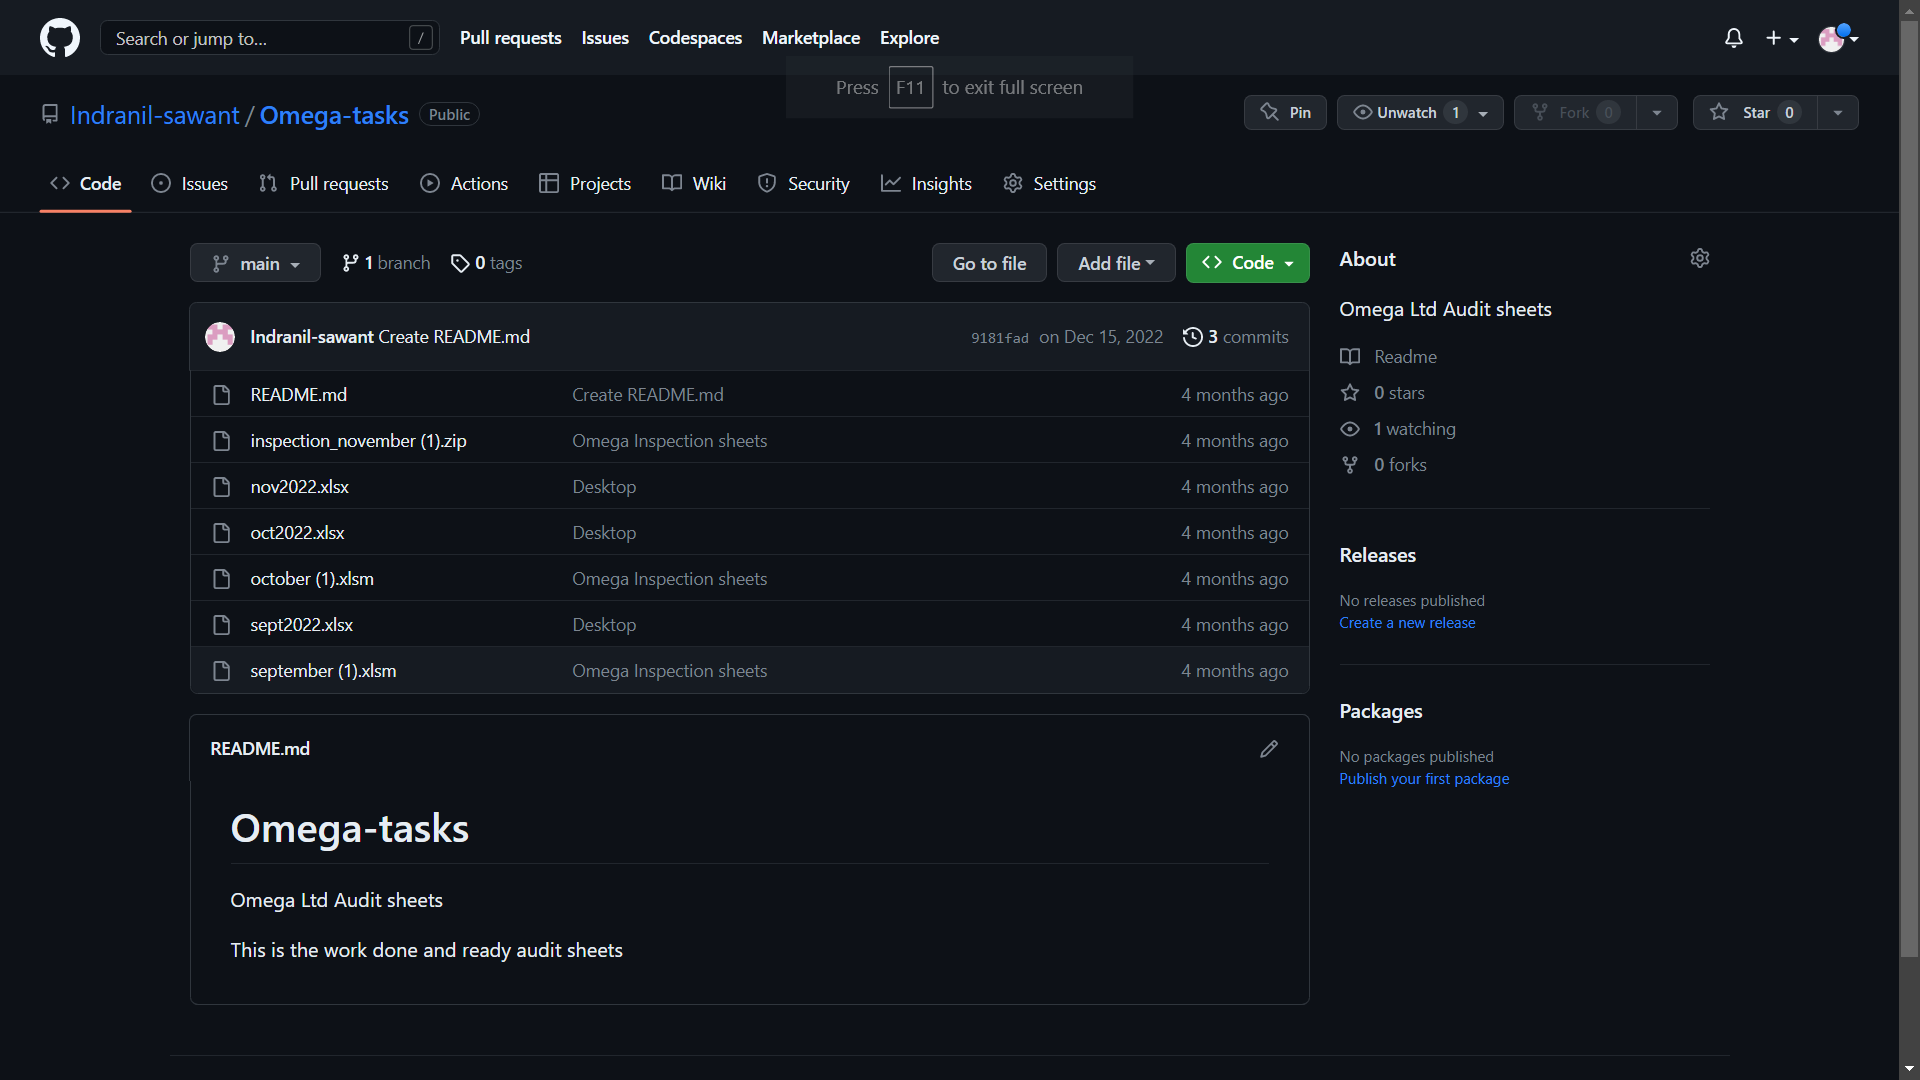 Search or jump to... /
Pull requests Issues Codespaces Marketplace Explore
Press F11 to exit full screen
Indranil-sawant / Omega-tasks Public
Pin Unwatch 1 Fork 0 Star 0
Code Issues Pull requests Actions Projects Wiki Security Insights Settings
main 1 branch 0 tags
Go to file Add file Code
Indranil-sawant Create README.md 9181fad on Dec 15, 2022 3 commits
README.md Create README.md 4 months ago
inspection_november (1).zip Omega Inspection sheets 4 months ago
nov2022.xlsx Desktop 4 months ago
oct2022.xlsx Desktop 4 months ago
october (1).xlsm Omega Inspection sheets 4 months ago
sept2022.xlsx Desktop 4 months ago
september (1).xlsm Omega Inspection sheets 4 months ago
README.md
Omega-tasks
Omega Ltd Audit sheets
This is the work done and ready audit sheets
About
Omega Ltd Audit sheets
Readme
0 stars
1 watching
0 forks
Releases
No releases published
Create a new release
Packages
No packages published
Publish your first package